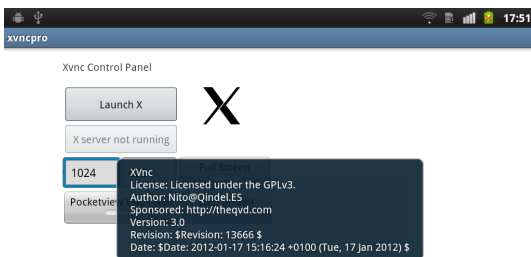 17:51
xvncpro
Xvnc Control Panel
Launch X
X server not running
1024
Full Screen
Pocketview
XVnc
License: Licensed under the GPLv3.
Author: Nito@Qindel.ES
Sponsored: http://theqvd.com
Version: 3.0
Revision: $Revision: 13666 $
Date: $Date: 2012-01-17 15:16:24 +0100 (Tue, 17 Jan 2012) $